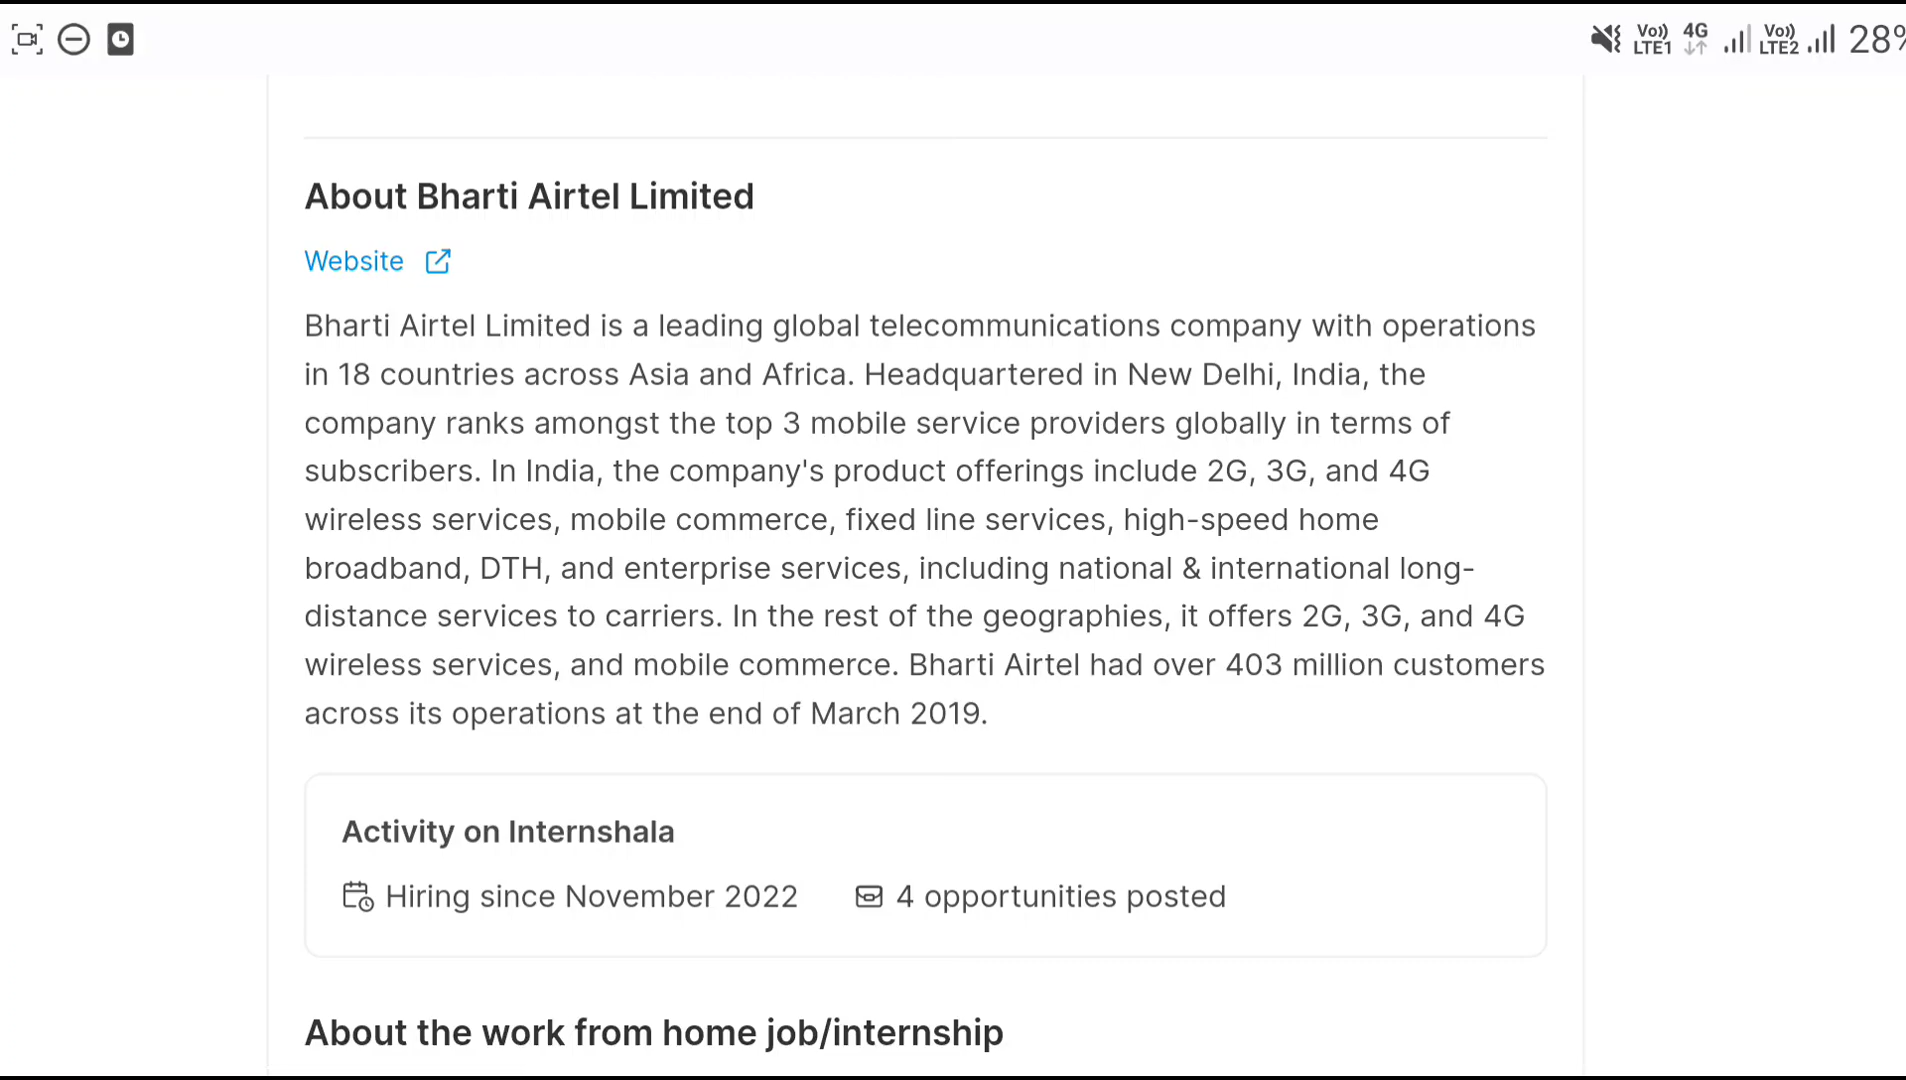 Vo)) LTE1 4G Vo)) LTE2 28%
About Bharti Airtel Limited
Website
Bharti Airtel Limited is a leading global telecommunications company with operations
in 18 countries across Asia and Africa. Headquartered in New Delhi, India, the
company ranks amongst the top 3 mobile service providers globally in terms of
subscribers. In India, the company's product offerings include 2G, 3G, and 4G
wireless services, mobile commerce, fixed line services, high-speed home
broadband, DTH, and enterprise services, including national & international long-
distance services to carriers. In the rest of the geographies, it offers 2G, 3G, and 4G
wireless services, and mobile commerce. Bharti Airtel had over 403 million customers
across its operations at the end of March 2019.
Activity on Internshala
Hiring since November 2022 4 opportunities posted
About the work from home job/internship